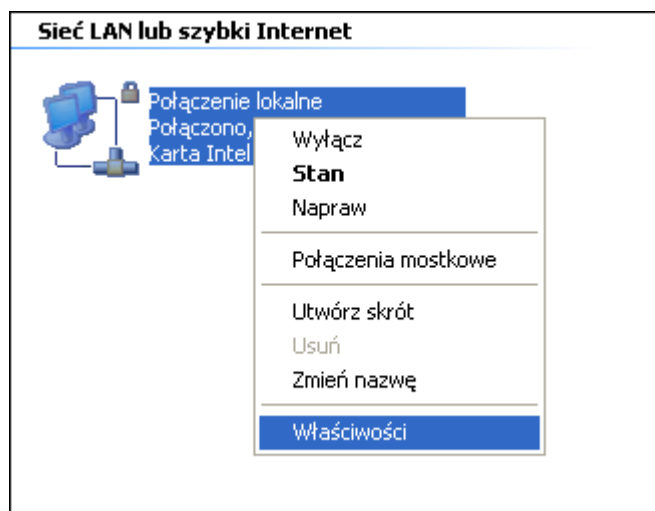 Sieć LAN lub szybki Internet
Połączenie lokalne
Połączono,
Karta Intel
Wyłącz
Stan
Napraw
Połączenia mostkowe
Utwórz skrót
Usuń
Zmień nazwę
Właściwości